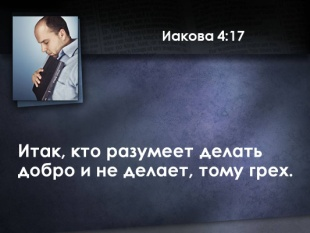 Иакова 4:17
Итак, кто разумеет делать
добро и не делает, тому грех.